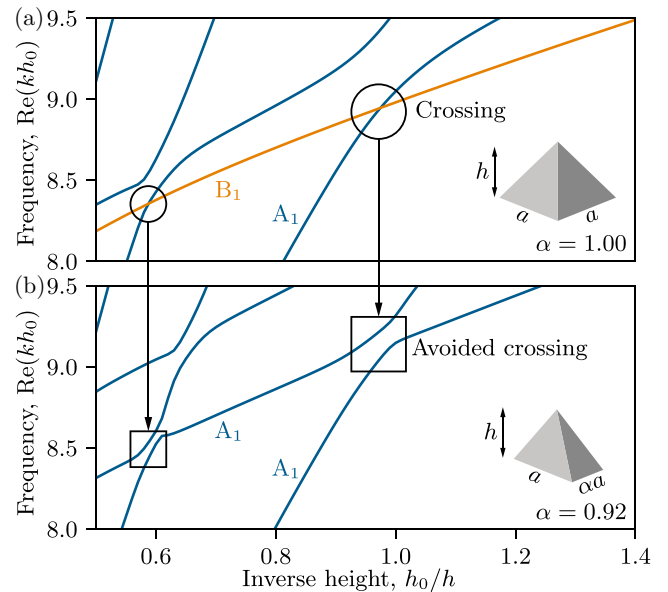 (a)
9.5
9.0
8.5
8.0
Frequency, Re(kh₀)
Crossing
B₁
A₁
h
a
a
α = 1.00
(b)
9.5
9.0
8.5
8.0
Frequency, Re(kh₀)
Avoided crossing
A₁
A₁
h
a
αa
α = 0.92
0.6
0.8
1.0
1.2
1.4
Inverse height, h₀/h